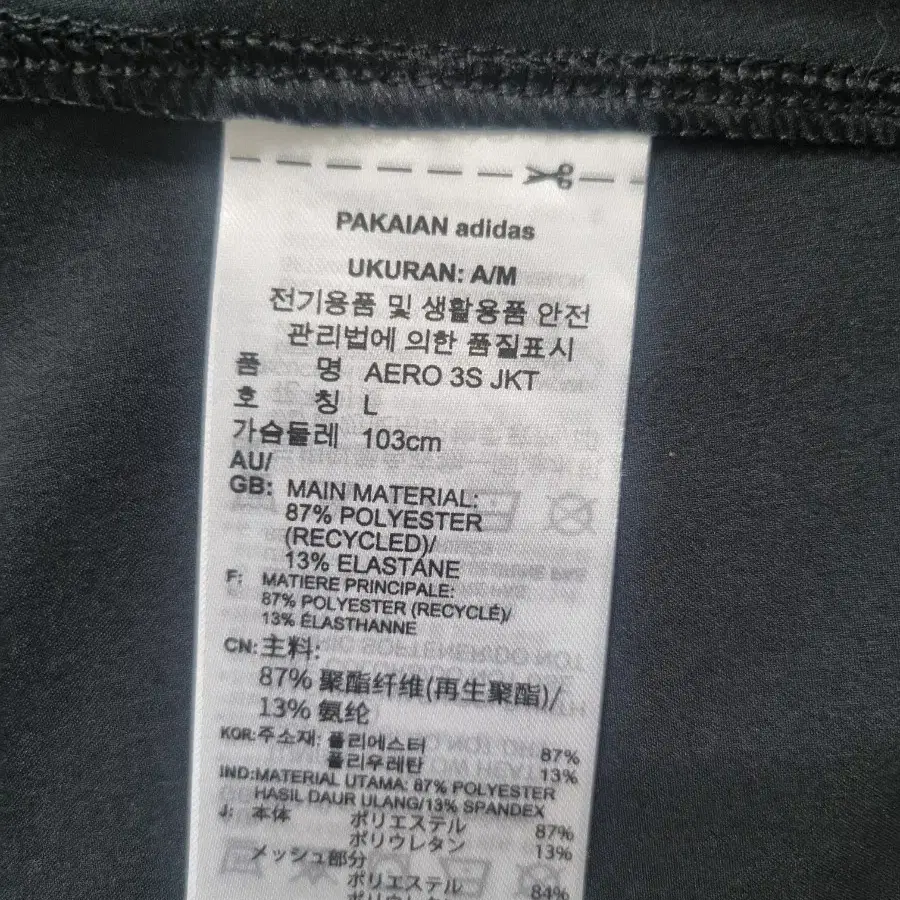 PAKAIAN adidas
UKURAN: A/M
전기용품 및 생활용품 안전
관리법에 의한 품질표시
품 명 AERO 3S JKT
호 칭 L
가슴둘레 103cm
AU/
GB: MAIN MATERIAL:
87% POLYESTER
(RECYCLED)/
13% ELASTANE
F: MATIERE PRINCIPALE:
87% POLYESTER (RECYCLÉ)/
13% ÉLASTHANNE
CN: 主料:
87% 聚酯纤维(再生聚酯)/
13% 氨纶
KOR: 주소재: 폴리에스터 87%
폴리우레탄 13%
IND: MATERIAL UTAMA: 87% POLYESTER
HASIL DAUR ULANG/13% SPANDEX
J: 本体 ポリエステル 87%
ポリウレタン 13%
メッシュ部分
ポリエステル 84%